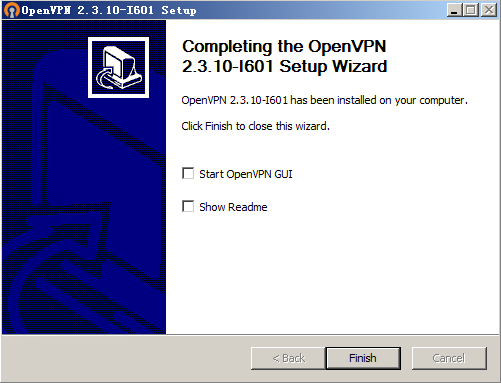 OpenVPN 2.3.10-I601 Setup
Completing the OpenVPN
2.3.10-I601 Setup Wizard
OpenVPN 2.3.10-I601 has been installed on your computer.
Click Finish to close this wizard.
Start OpenVPN GUI
Show Readme
< Back
Finish
Cancel